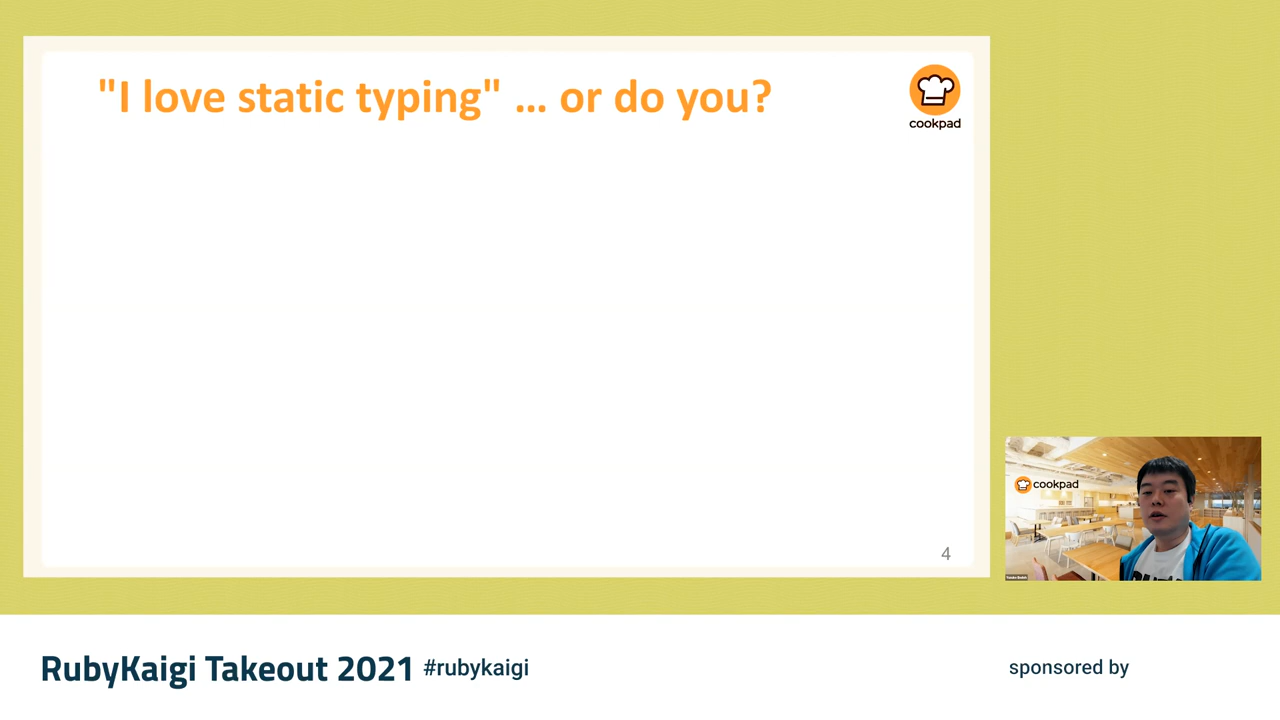 "I love static typing" … or do you?
cookpad
4
cookpad
RubyKaigi Takeout 2021 #rubykaigi
sponsored by